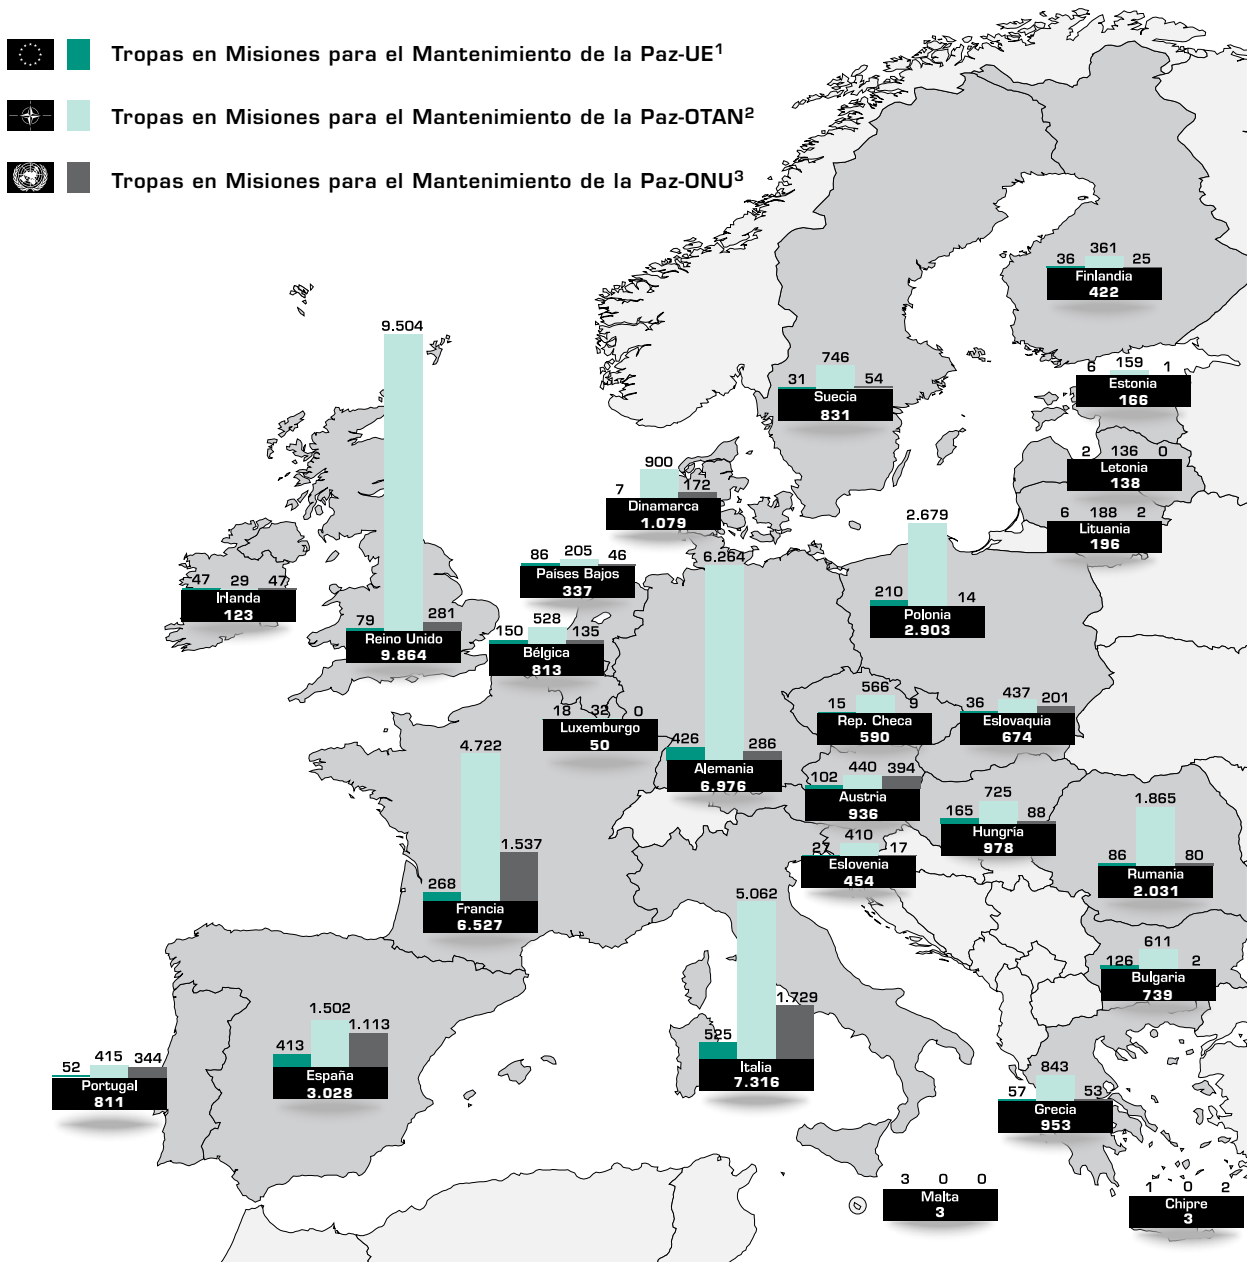 Tropas en Misiones para el Mantenimiento de la Paz-UE¹
Tropas en Misiones para el Mantenimiento de la Paz-OTAN²
Tropas en Misiones para el Mantenimiento de la Paz-ONU³
36 361 25
Finlandia
422
9.504
79 281
Reino Unido
9.864
31 746 54
Suecia
831
6 159 1
Estonia
166
2 136 0
Letonia
138
6 188 2
Lituania
196
7 900 172
Dinamarca
1.079
210 2.679 14
Polonia
2.903
47 29 47
Irlanda
123
86 205 46
Países Bajos
337
150 528 135
Bélgica
813
18 32 0
Luxemburgo
50
426 6.264 286
Alemania
6.976
15 566 9
Rep. Checa
590
36 437 201
Eslovaquia
674
102 440 394
Austria
936
165 725 88
Hungría
978
27 410 17
Eslovenia
454
86 1.865 80
Rumania
2.031
268 4.722 1.537
Francia
6.527
126 611 2
Bulgaria
739
525 5.062 1.729
Italia
7.316
413 1.502 1.113
España
3.028
52 415 344
Portugal
811
57 843 53
Grecia
953
3 0 0
Malta
3
1 0 2
Chipre
3